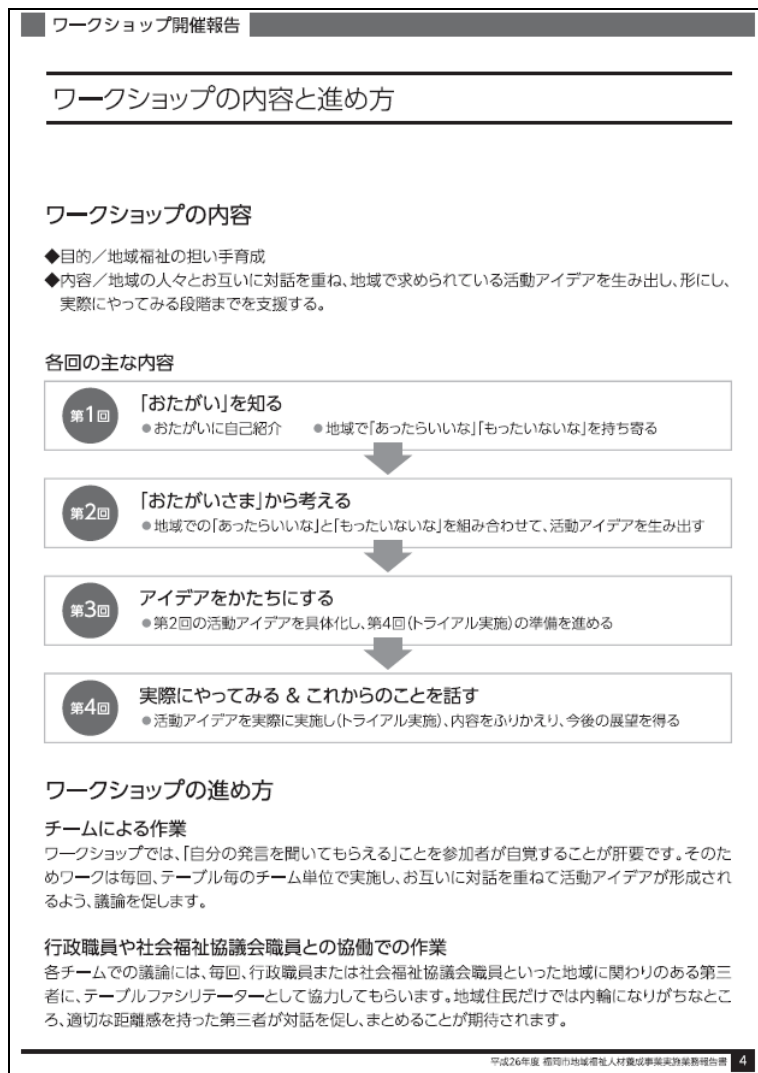 ワークショップ開催報告
ワークショップの内容と進め方
ワークショップの内容
◆目的／地域福祉の担い手育成
◆内容／地域の人々とお互いに対話を重ね、地域で求められている活動アイデアを生み出し、形にし、
実際にやってみる段階までを支援する。
各回の主な内容
第1回
「おたがい」を知る
●おたがいに自己紹介 ●地域で「あったらいいな」「もったいないな」を持ち寄る
第2回
「おたがいさま」から考える
●地域での「あったらいいな」と「もったいないな」を組み合わせて、活動アイデアを生み出す
第3回
アイデアをかたちにする
●第2回の活動アイデアを具体化し、第4回(トライアル実施)の準備を進める
第4回
実際にやってみる & これからのことを話す
●活動アイデアを実際に実施し(トライアル実施)、内容をふりかえり、今後の展望を得る
ワークショップの進め方
チームによる作業
ワークショップでは、「自分の発言を聞いてもらえる」ことを参加者が自覚することが肝要です。そのた
めワークは毎回、テーブル毎のチーム単位で実施し、お互いに対話を重ねて活動アイデアが形成され
るよう、議論を促します。
行政職員や社会福祉協議会職員との協働での作業
各チームでの議論には、毎回、行政職員または社会福祉協議会職員といった地域に関わりのある第三
者に、テーブルファシリテーターとして協力してもらいます。地域住民だけでは内輪になりがちなとこ
ろ、適切な距離感を持った第三者が対話を促し、まとめることが期待されます。
平成26年度 福岡市地域福祉人材養成事業実施業務報告書 4